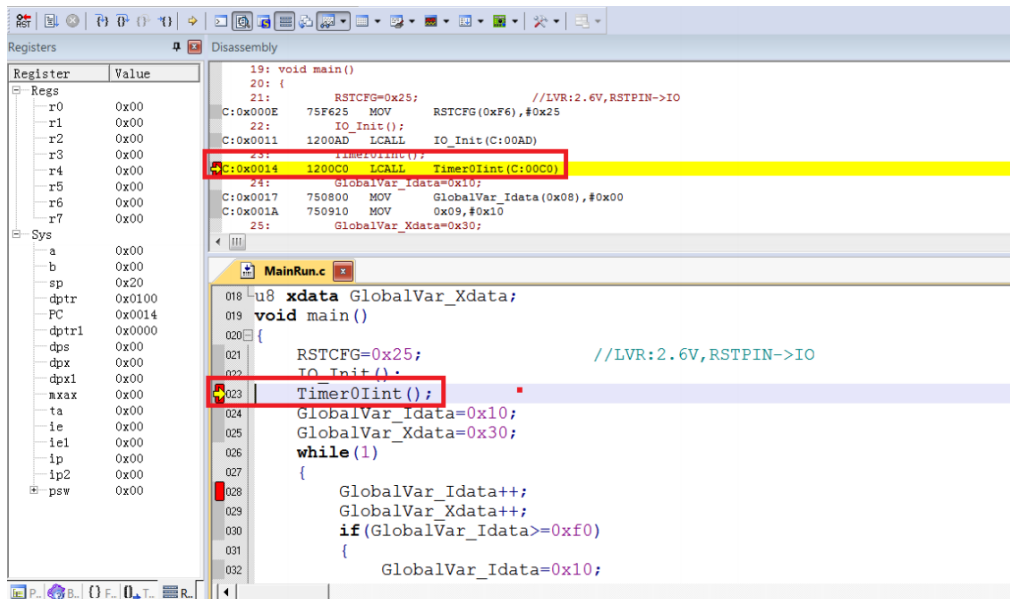 RST
Registers
Disassembly
Register Value
Regs
r0 0x00
r1 0x00
r2 0x00
r3 0x00
r4 0x00
r5 0x00
r6 0x00
r7 0x00
Sys
a 0x00
b 0x00
sp 0x20
dptr 0x0100
PC 0x0014
dptr1 0x0000
dps 0x00
dpx 0x00
dpx1 0x00
mxax 0x00
ta 0x00
ie 0x00
ie1 0x00
ip 0x00
ip2 0x00
psw 0x00
P... B... F... T... R...
19: void main()
20: {
21: RSTCFG=0x25; //LVR:2.6V,RSTPIN->IO
C:0x000E 75F625 MOV RSTCFG(0xF6),#0x25
22: IO_Init();
C:0x0011 1200AD LCALL IO_Init(C:00AD)
23: Timer0Iint();
C:0x0014 1200C0 LCALL Timer0Iint(C:00C0)
24: GlobalVar_Idata=0x10;
C:0x0017 750800 MOV GlobalVar_Idata(0x08),#0x00
C:0x001A 750910 MOV 0x09,#0x10
25: GlobalVar_Xdata=0x30;
MainRun.c
018 u8 xdata GlobalVar_Xdata;
019 void main()
020 {
021 RSTCFG=0x25; //LVR:2.6V,RSTPIN->IO
022 IO_Init();
023 Timer0Iint();
024 GlobalVar_Idata=0x10;
025 GlobalVar_Xdata=0x30;
026 while(1)
027 {
028 GlobalVar_Idata++;
029 GlobalVar_Xdata++;
030 if(GlobalVar_Idata>=0xf0)
031 {
032 GlobalVar_Idata=0x10;